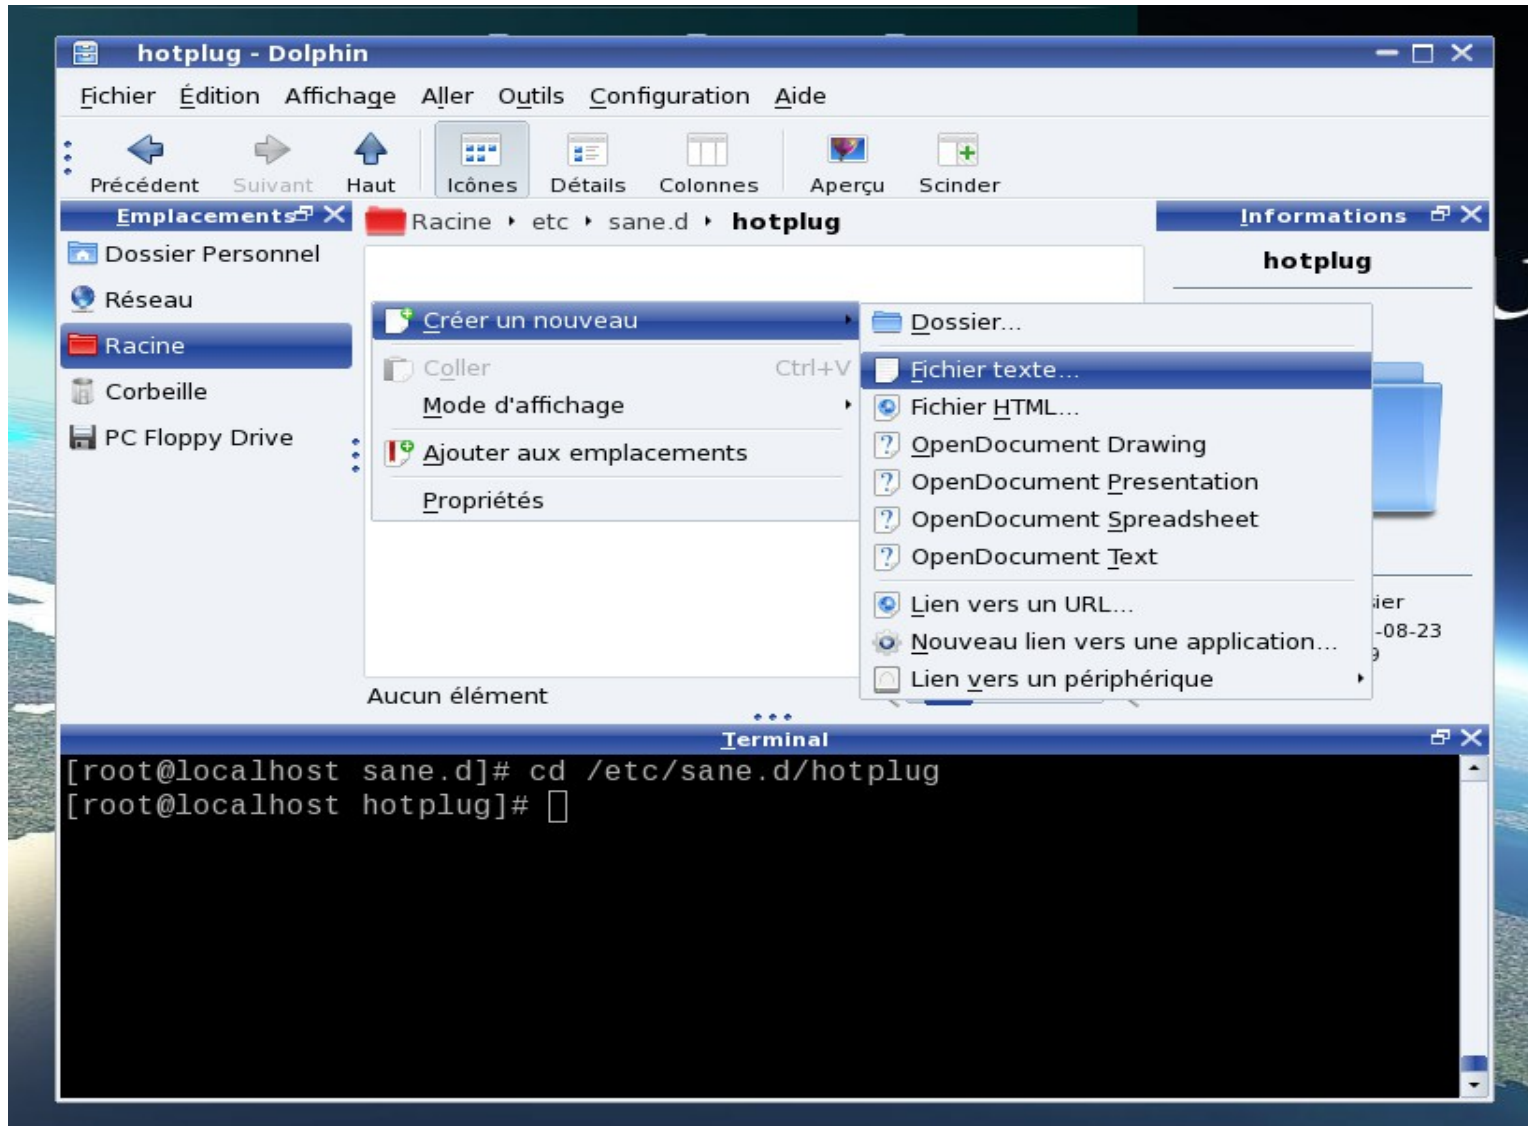 hotplug - Dolphin
Fichier Édition Affichage Aller Outils Configuration Aide
Précédent Suivant Haut Icônes Détails Colonnes Aperçu Scinder
Emplacements
Dossier Personnel
Réseau
Racine
Corbeille
PC Floppy Drive
Racine etc sane.d hotplug
Créer un nouveau
Coller Ctrl+V
Mode d'affichage
Ajouter aux emplacements
Propriétés
Dossier...
Fichier texte...
Fichier HTML...
OpenDocument Drawing
OpenDocument Presentation
OpenDocument Spreadsheet
OpenDocument Text
Lien vers un URL...
Nouveau lien vers une application...
Lien vers un périphérique
Aucun élément
Informations
hotplug
-08-23
Terminal
[root@localhost sane.d]# cd /etc/sane.d/hotplug
[root@localhost hotplug]#